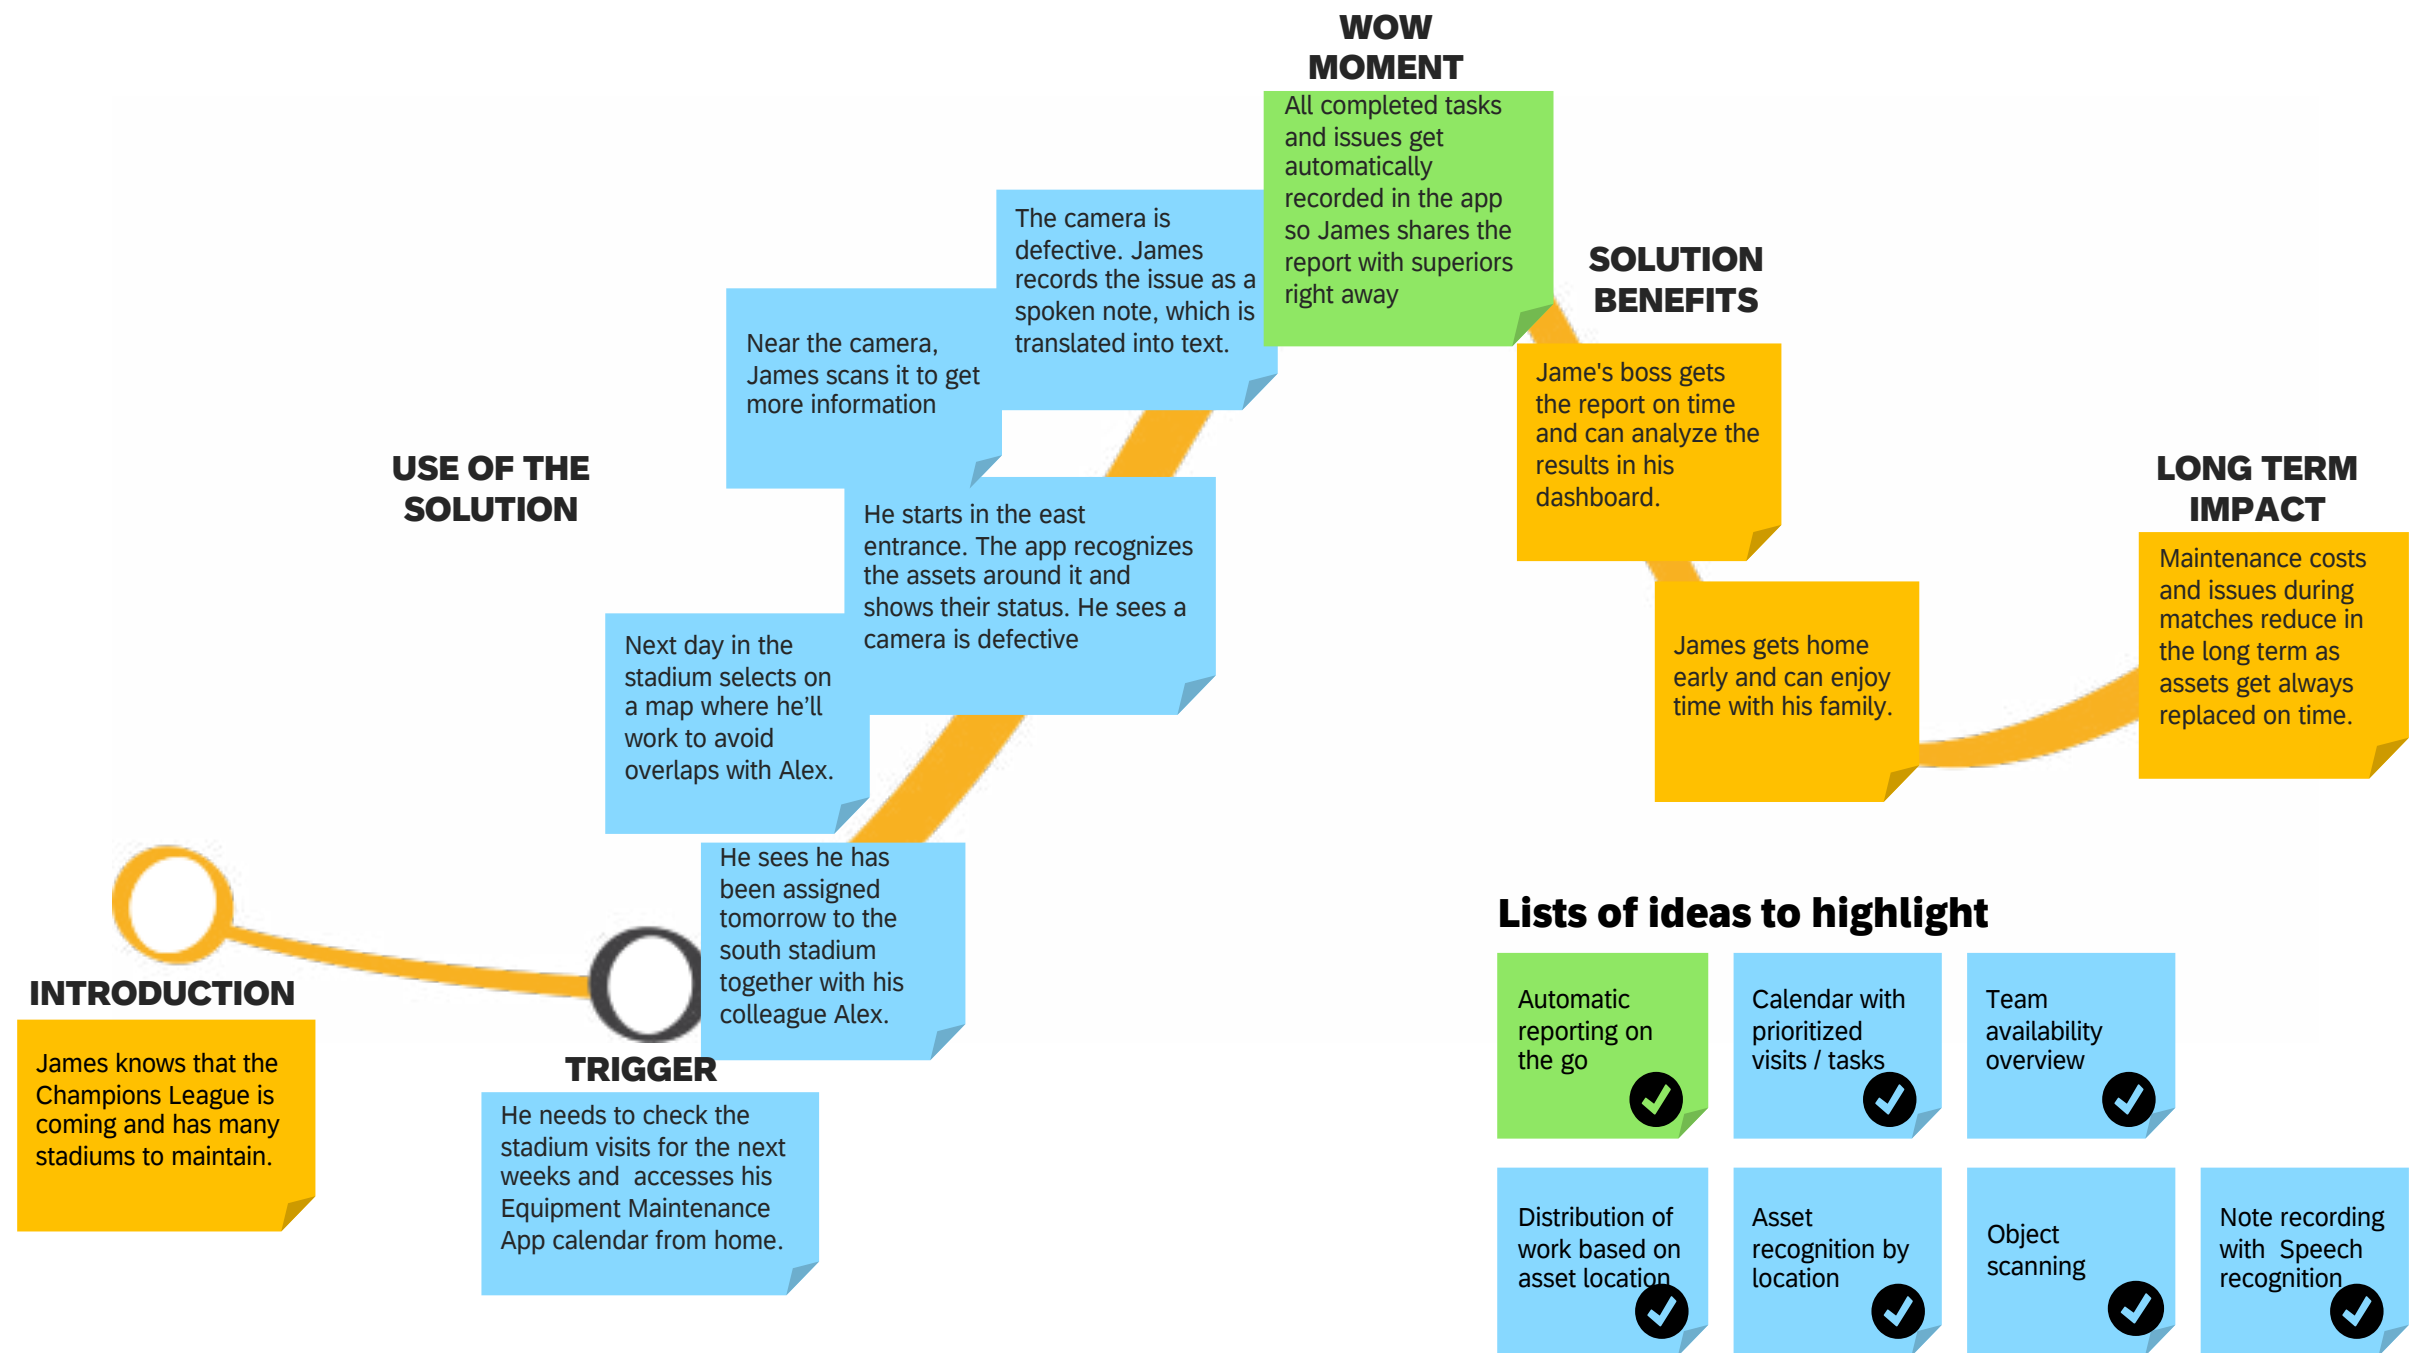 WOW
MOMENT
All completed tasks
and issues get
automatically
recorded in the app
so James shares the
report with superiors
right away
The camera is
defective. James
records the issue as a
spoken note, which is
translated into text.
SOLUTION
BENEFITS
Near the camera,
James scans it to get
more information
Jame's boss gets
the report on time
and can analyze the
results in his
dashboard.
USE OF THE
SOLUTION
LONG TERM
IMPACT
He starts in the east
entrance. The app recognizes
the assets around it and
shows their status. He sees a
camera is defective
Maintenance costs
and issues during
matches reduce in
the long term as
assets get always
replaced on time.
Next day in the
stadium selects on
a map where he’ll
work to avoid
overlaps with Alex.
James gets home
early and can enjoy
time with his family.
He sees he has
been assigned
tomorrow to the
south stadium
together with his
colleague Alex.
INTRODUCTION
James knows that the
Champions League is
coming and has many
stadiums to maintain.
TRIGGER
He needs to check the
stadium visits for the next
weeks and  accesses his
Equipment Maintenance
App calendar from home.
Lists of ideas to highlight
Automatic
reporting on
the go
Calendar with
prioritized
visits / tasks
Team
availability
overview
Distribution of
work based on
asset location
Asset
recognition by
location
Object
scanning
Note recording
with  Speech
recognition